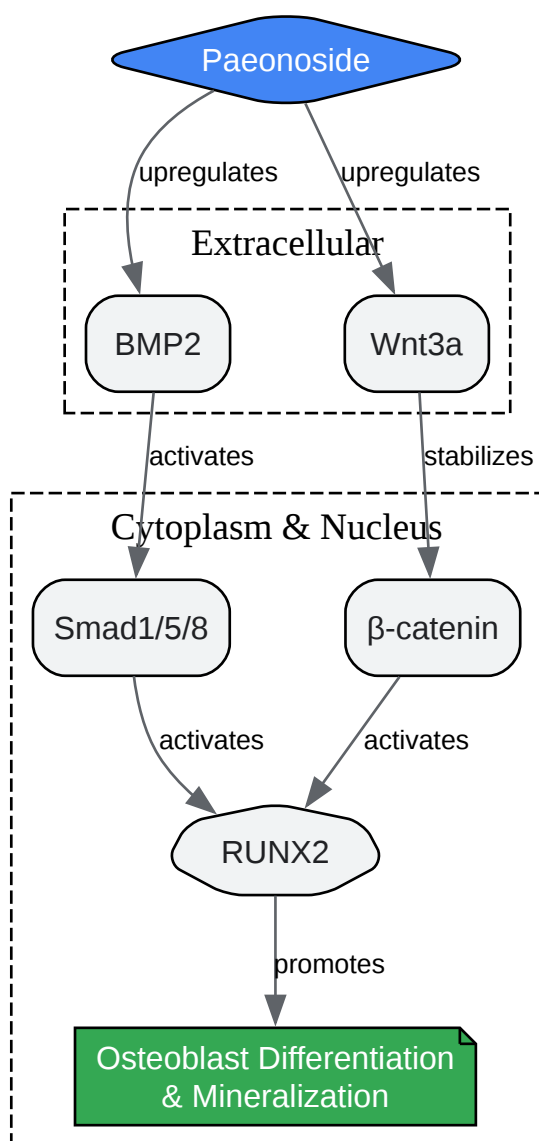 Paeonoside
upregulates
upregulates
Extracellular
BMP2
Wnt3a
activates
stabilizes
Cytoplasm & Nucleus
Smad1/5/8
β-catenin
activates
activates
RUNX2
promotes
Osteoblast Differentiation
& Mineralization